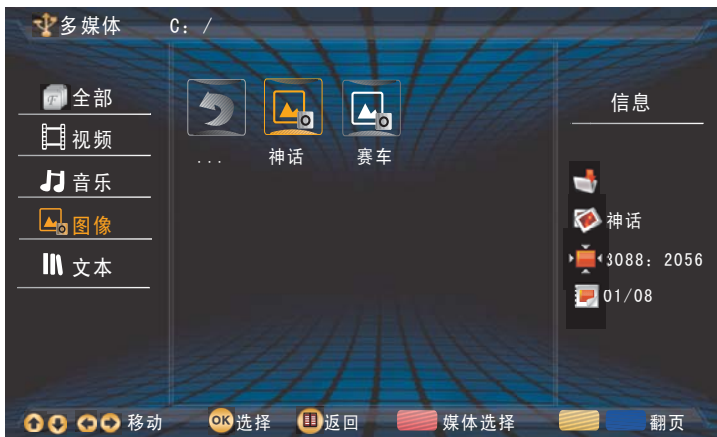 多媒体 C: /
全部
视频
音乐
图像
文本
...
神话
赛车
信息
神话
3088: 2056
01/08
移动 OK 选择 返回 媒体选择 翻页